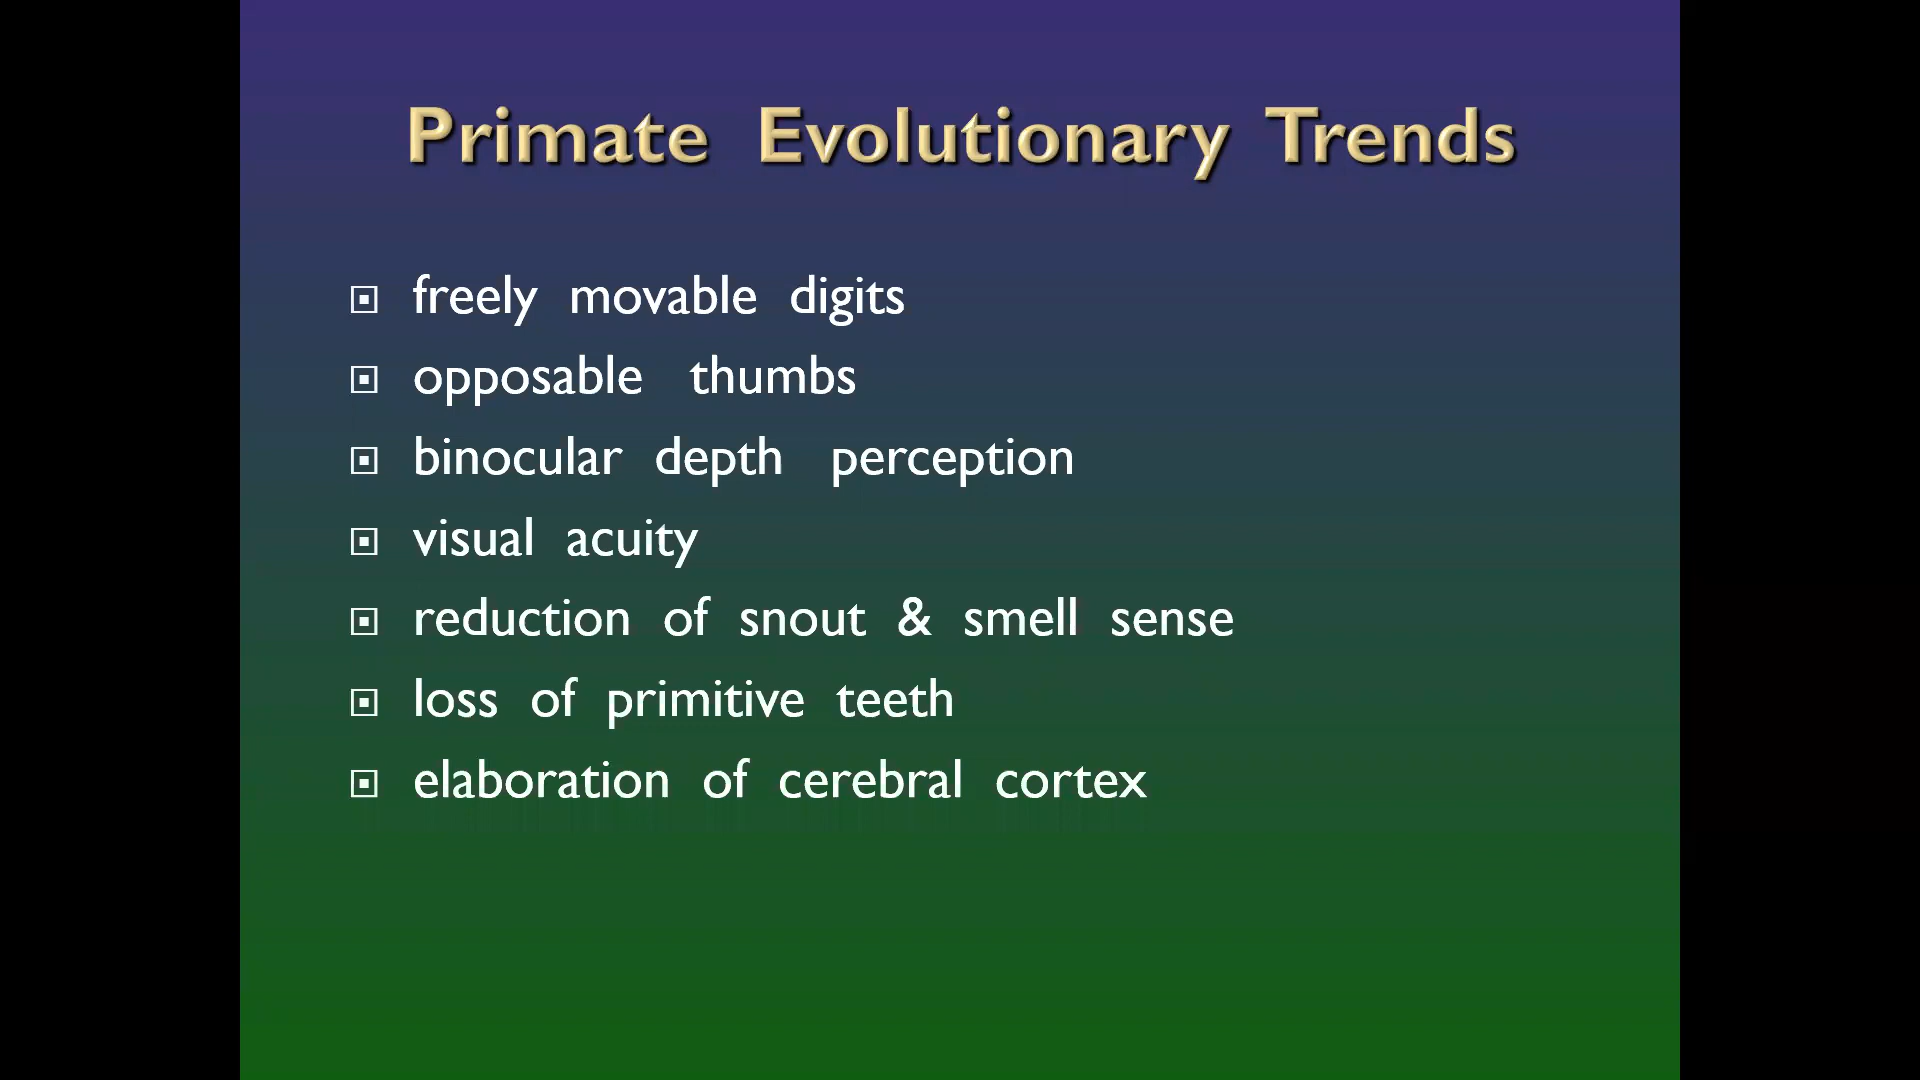 Primate Evolutionary Trends
freely movable digits
opposable thumbs
binocular depth perception
visual acuity
reduction of snout & smell sense
loss of primitive teeth
elaboration of cerebral cortex